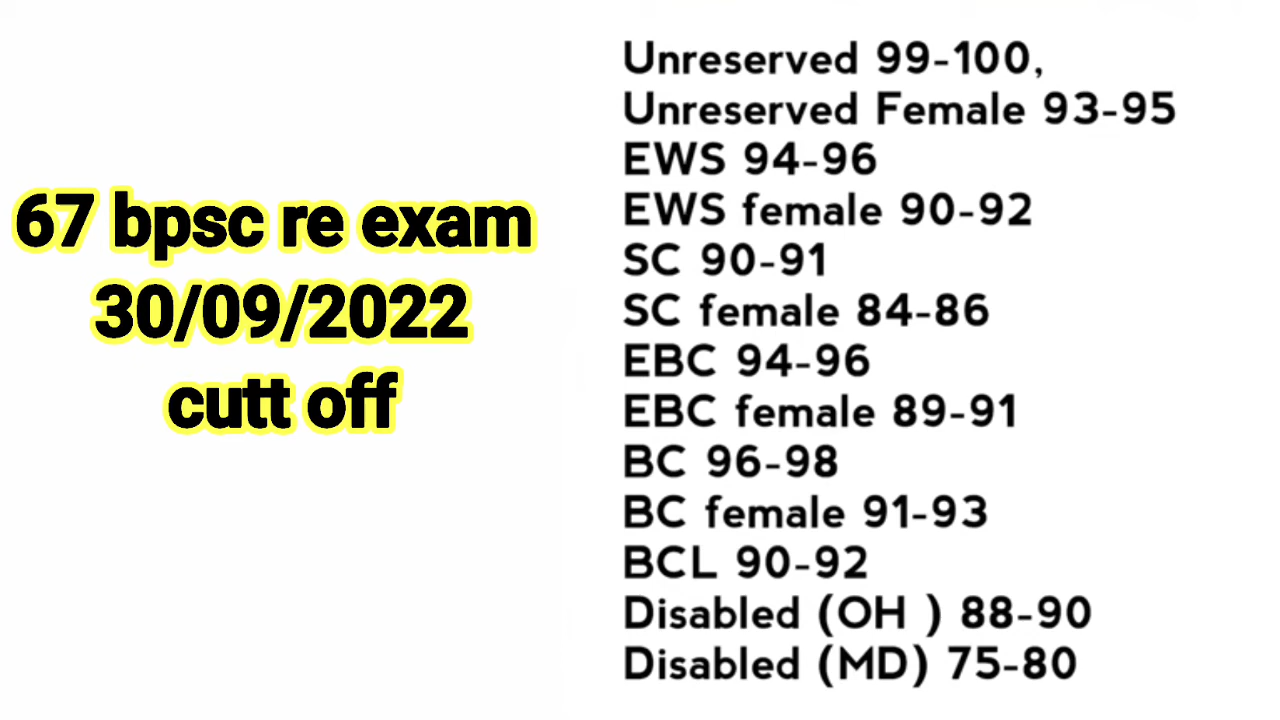 67 bpsc re exam
30/09/2022
cutt off
Unreserved 99-100,
Unreserved Female 93-95
EWS 94-96
EWS female 90-92
SC 90-91
SC female 84-86
EBC 94-96
EBC female 89-91
BC 96-98
BC female 91-93
BCL 90-92
Disabled (OH ) 88-90
Disabled (MD) 75-80